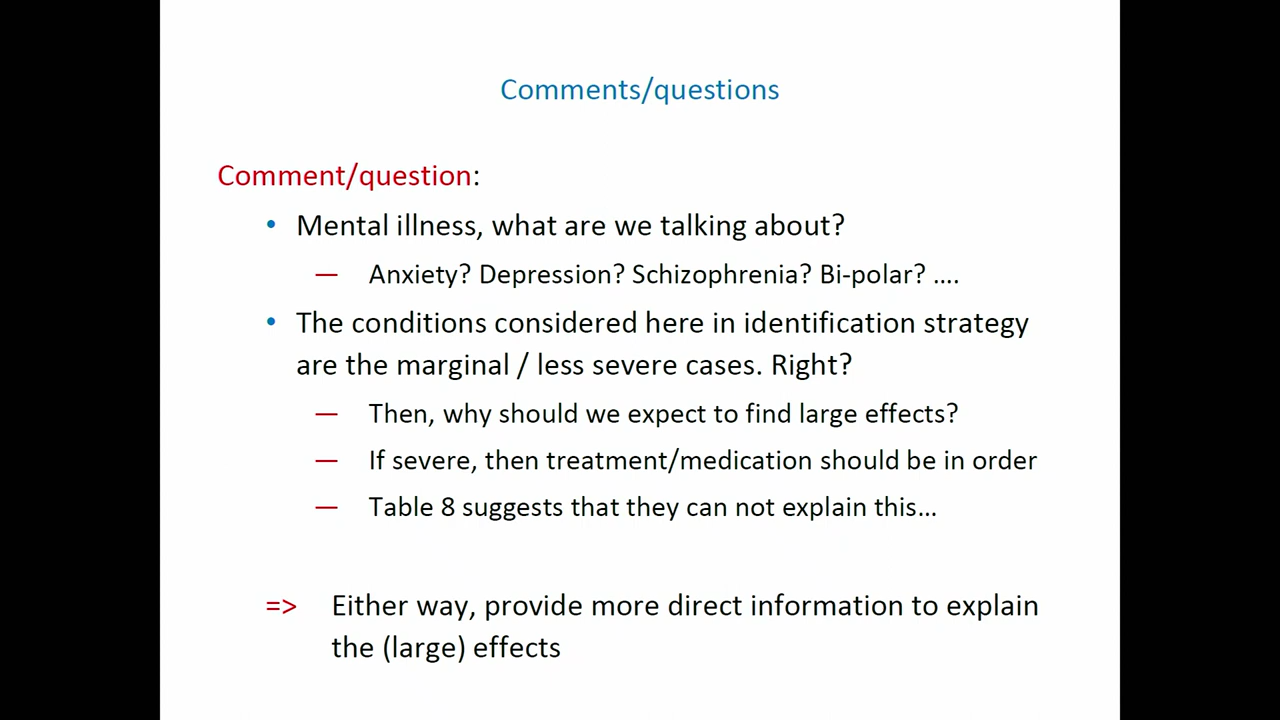 Comments/questions
Comment/question:
• Mental illness, what are we talking about?
— Anxiety? Depression? Schizophrenia? Bi-polar? ....
• The conditions considered here in identification strategy
are the marginal / less severe cases. Right?
— Then, why should we expect to find large effects?
— If severe, then treatment/medication should be in order
— Table 8 suggests that they can not explain this...
=> Either way, provide more direct information to explain
the (large) effects